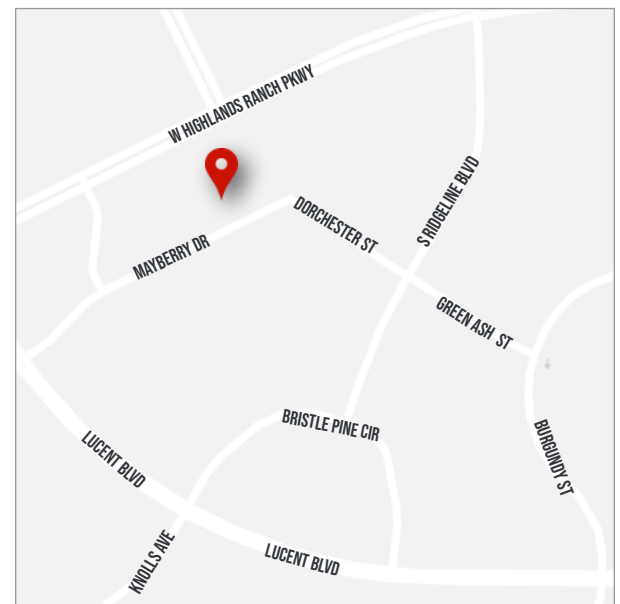 W HIGHLANDS RANCH PKWY
S RIDGELINE BLVD
DORCHESTER ST
MAYBERRY DR
GREEN ASH ST
BRISTLE PINE CIR
BURGUNDY ST
LUCENT BLVD
KNOLLS AVE
LUCENT BLVD